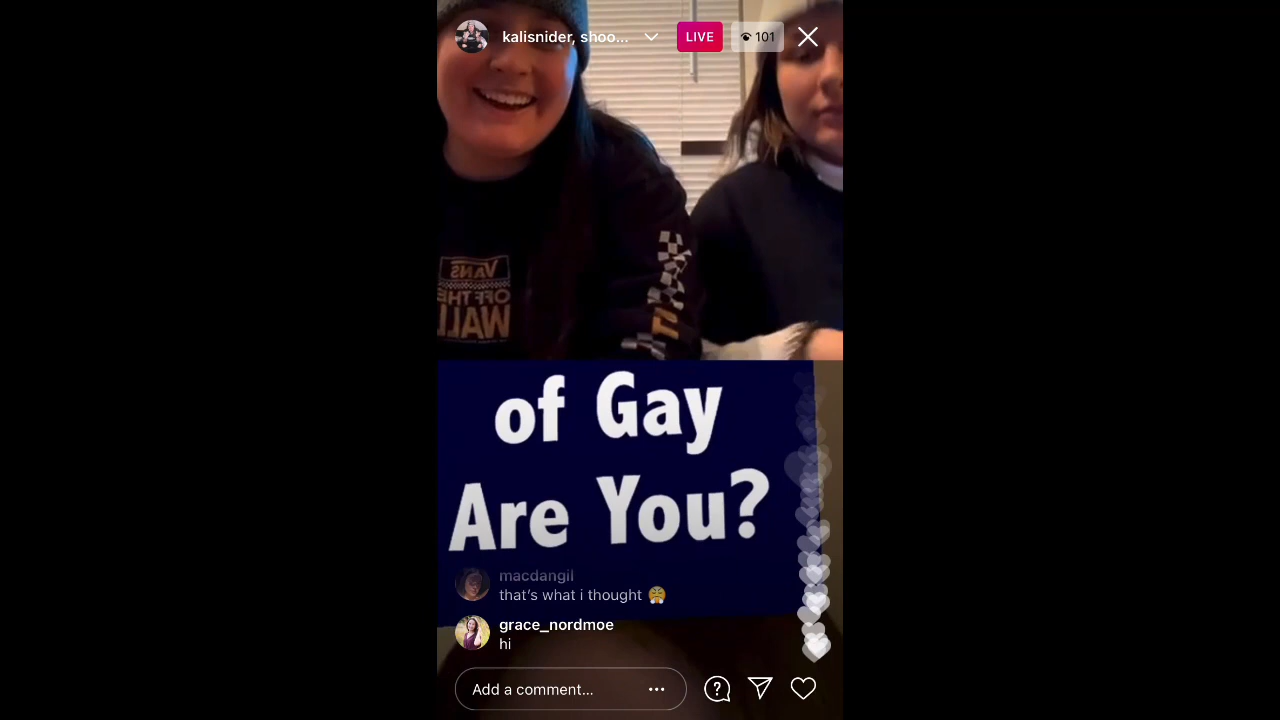 kalisnider, shoo...
LIVE
101
VANS
OFF THE
WALL
of Gay
Are You?
macdangil
that's what i thought 😤
grace_nordmoe
hi
Add a comment...